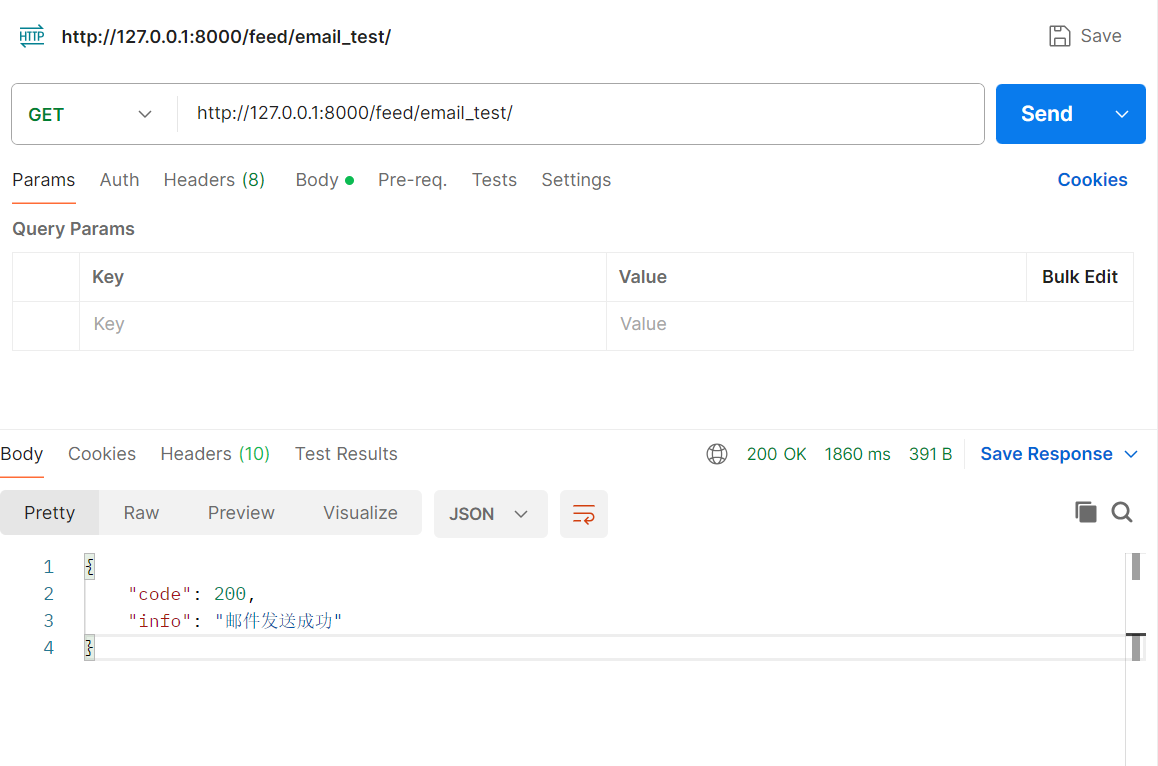 HTTP http://127.0.0.1:8000/feed/email_test/ Save
GET http://127.0.0.1:8000/feed/email_test/ Send
Params Auth Headers (8) Body Pre-req. Tests Settings Cookies
Query Params
Key Value Bulk Edit
Key Value
Body Cookies Headers (10) Test Results 200 OK 1860 ms 391 B Save Response
Pretty Raw Preview Visualize JSON
1 {
2 "code": 200,
3 "info": "邮件发送成功"
4 }